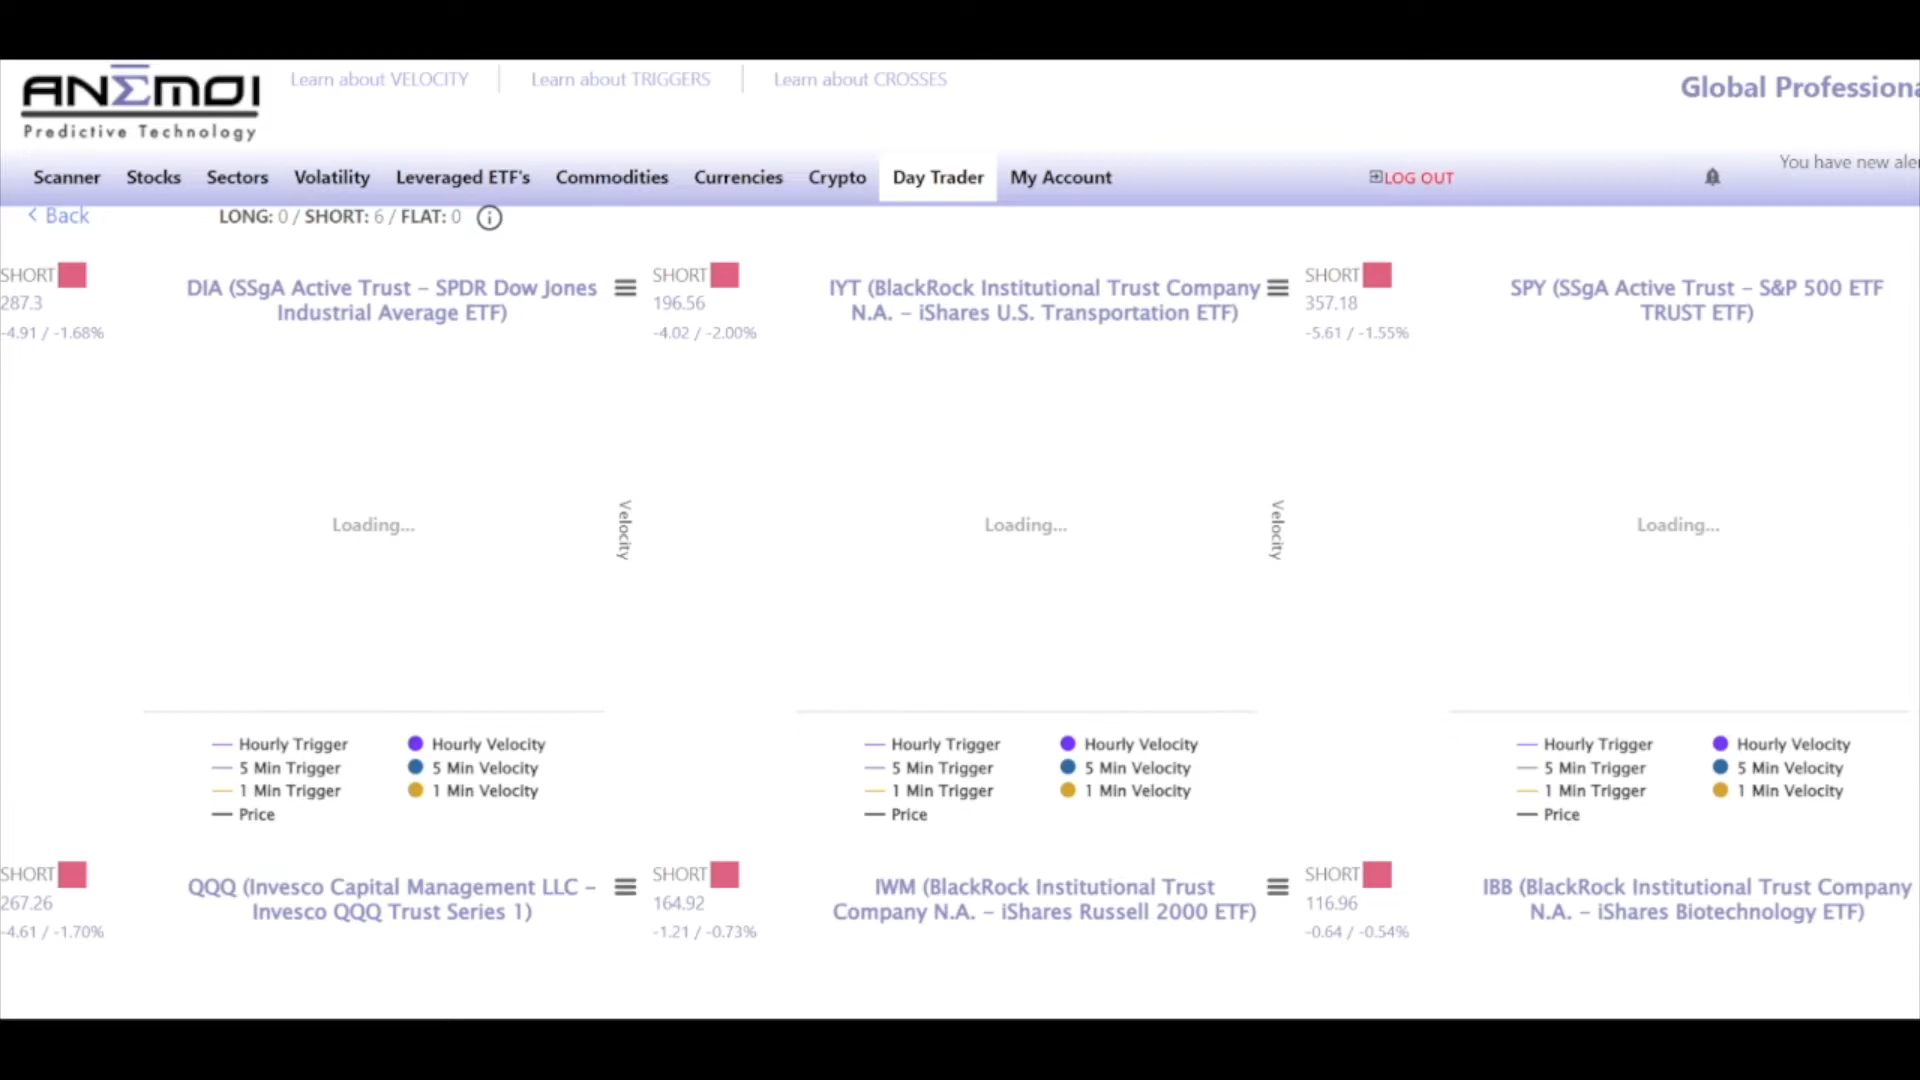 ANΣMOI
Predictive Technology
Learn about VELOCITY
Learn about TRIGGERS
Learn about CROSSES
Global Professiona
You have new aler
Scanner Stocks Sectors Volatility Leveraged ETF's Commodities Currencies Crypto Day Trader My Account LOG OUT
< Back
LONG: 0 / SHORT: 6 / FLAT: 0
SHORT
287.3
-4.91 / -1.68%
DIA (SSgA Active Trust - SPDR Dow Jones
Industrial Average ETF)
Loading...
Velocity
Hourly Trigger
5 Min Trigger
1 Min Trigger
Price
Hourly Velocity
5 Min Velocity
1 Min Velocity
SHORT
196.56
-4.02 / -2.00%
IYT (BlackRock Institutional Trust Company
N.A. - iShares U.S. Transportation ETF)
Loading...
Velocity
Hourly Trigger
5 Min Trigger
1 Min Trigger
Price
Hourly Velocity
5 Min Velocity
1 Min Velocity
SHORT
357.18
-5.61 / -1.55%
SPY (SSgA Active Trust - S&P 500 ETF
TRUST ETF)
Loading...
Hourly Trigger
5 Min Trigger
1 Min Trigger
Price
Hourly Velocity
5 Min Velocity
1 Min Velocity
SHORT
267.26
-4.61 / -1.70%
QQQ (Invesco Capital Management LLC -
Invesco QQQ Trust Series 1)
SHORT
164.92
-1.21 / -0.73%
IWM (BlackRock Institutional Trust
Company N.A. - iShares Russell 2000 ETF)
SHORT
116.96
-0.64 / -0.54%
IBB (BlackRock Institutional Trust Company
N.A. - iShares Biotechnology ETF)